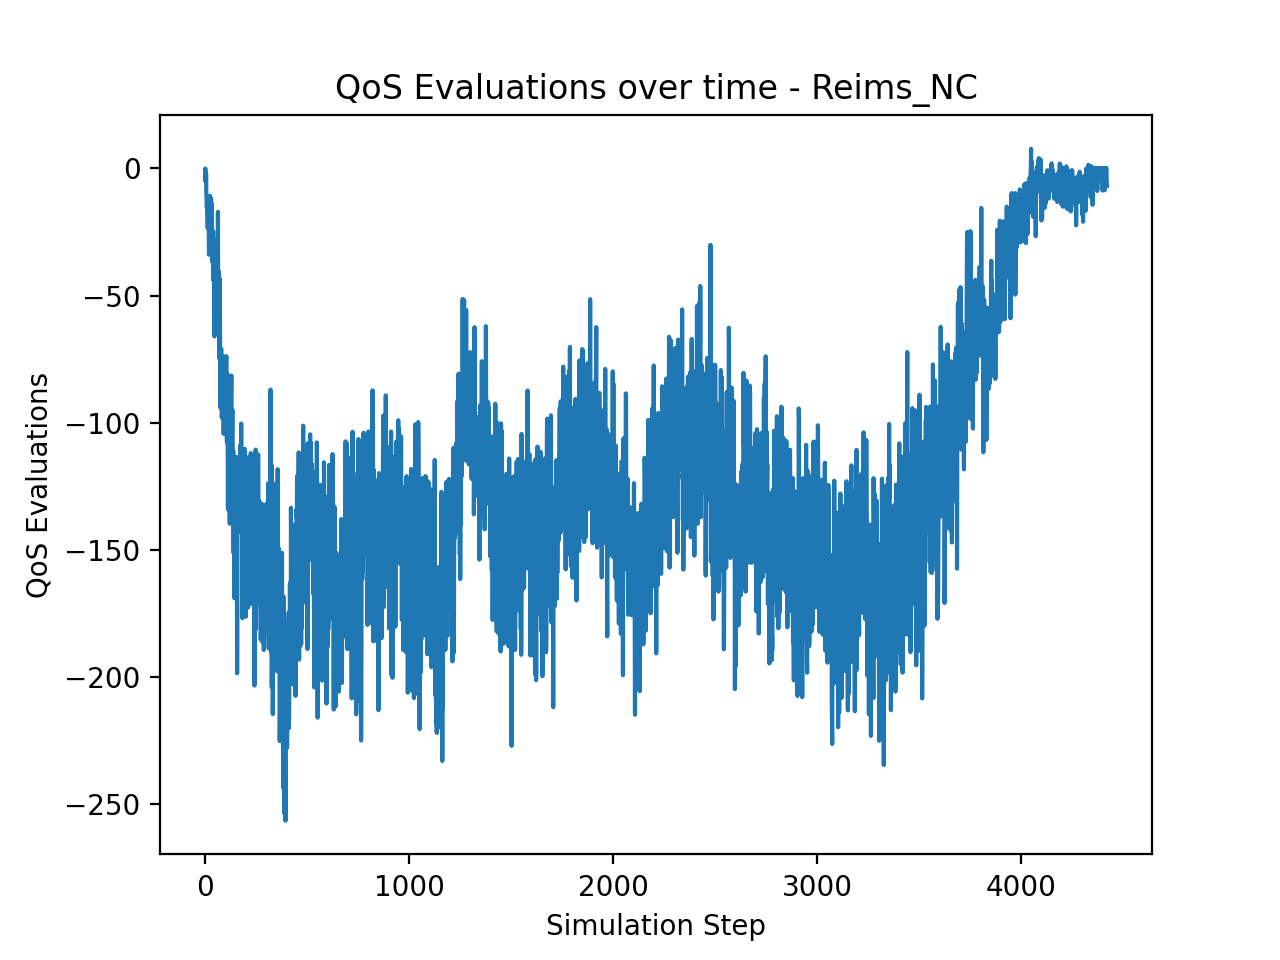 QoS Evaluations over time - Reims_NC
QoS Evaluations
0
−50
−100
−150
−200
−250
0 1000 2000 3000 4000
Simulation Step